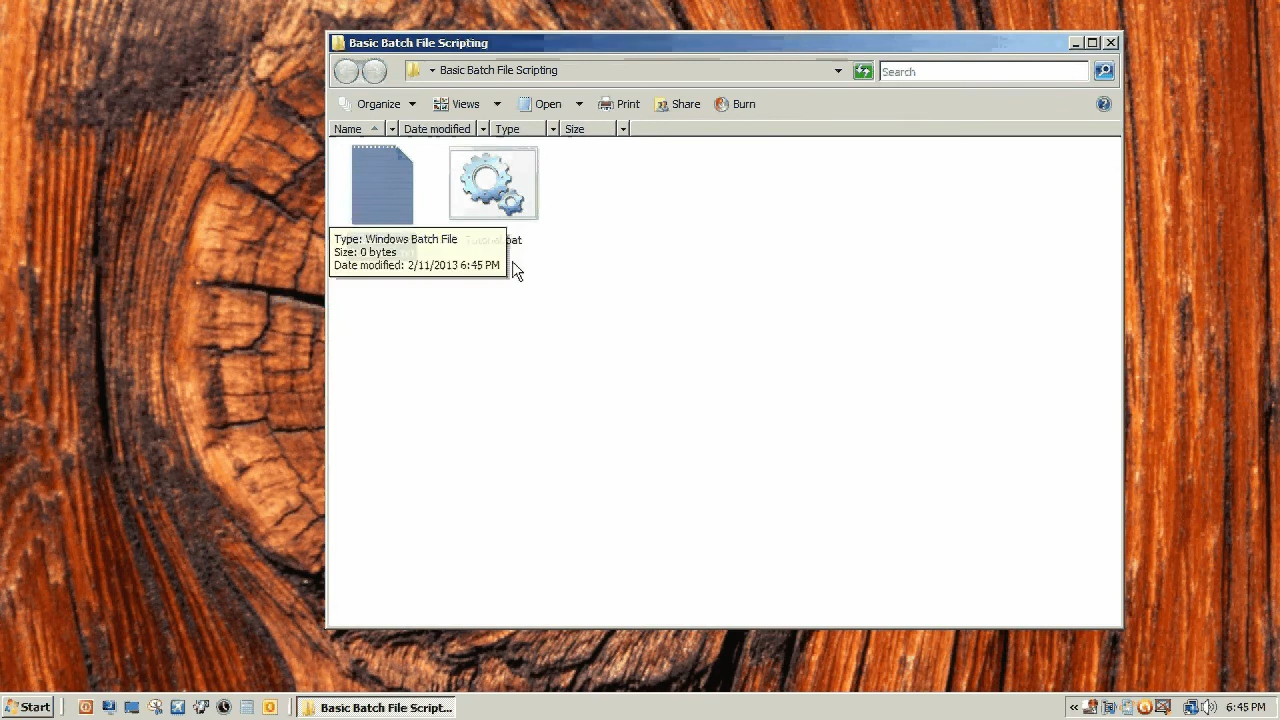 Basic Batch File Scripting
Basic Batch File Scripting
Search
Organize
Views
Open
Print
Share
Burn
Name
Date modified
Type
Size
Type: Windows Batch File
Size: 0 bytes
Date modified: 2/11/2013 6:45 PM
Tutorial.bat
Start
Basic Batch File Script...
6:45 PM